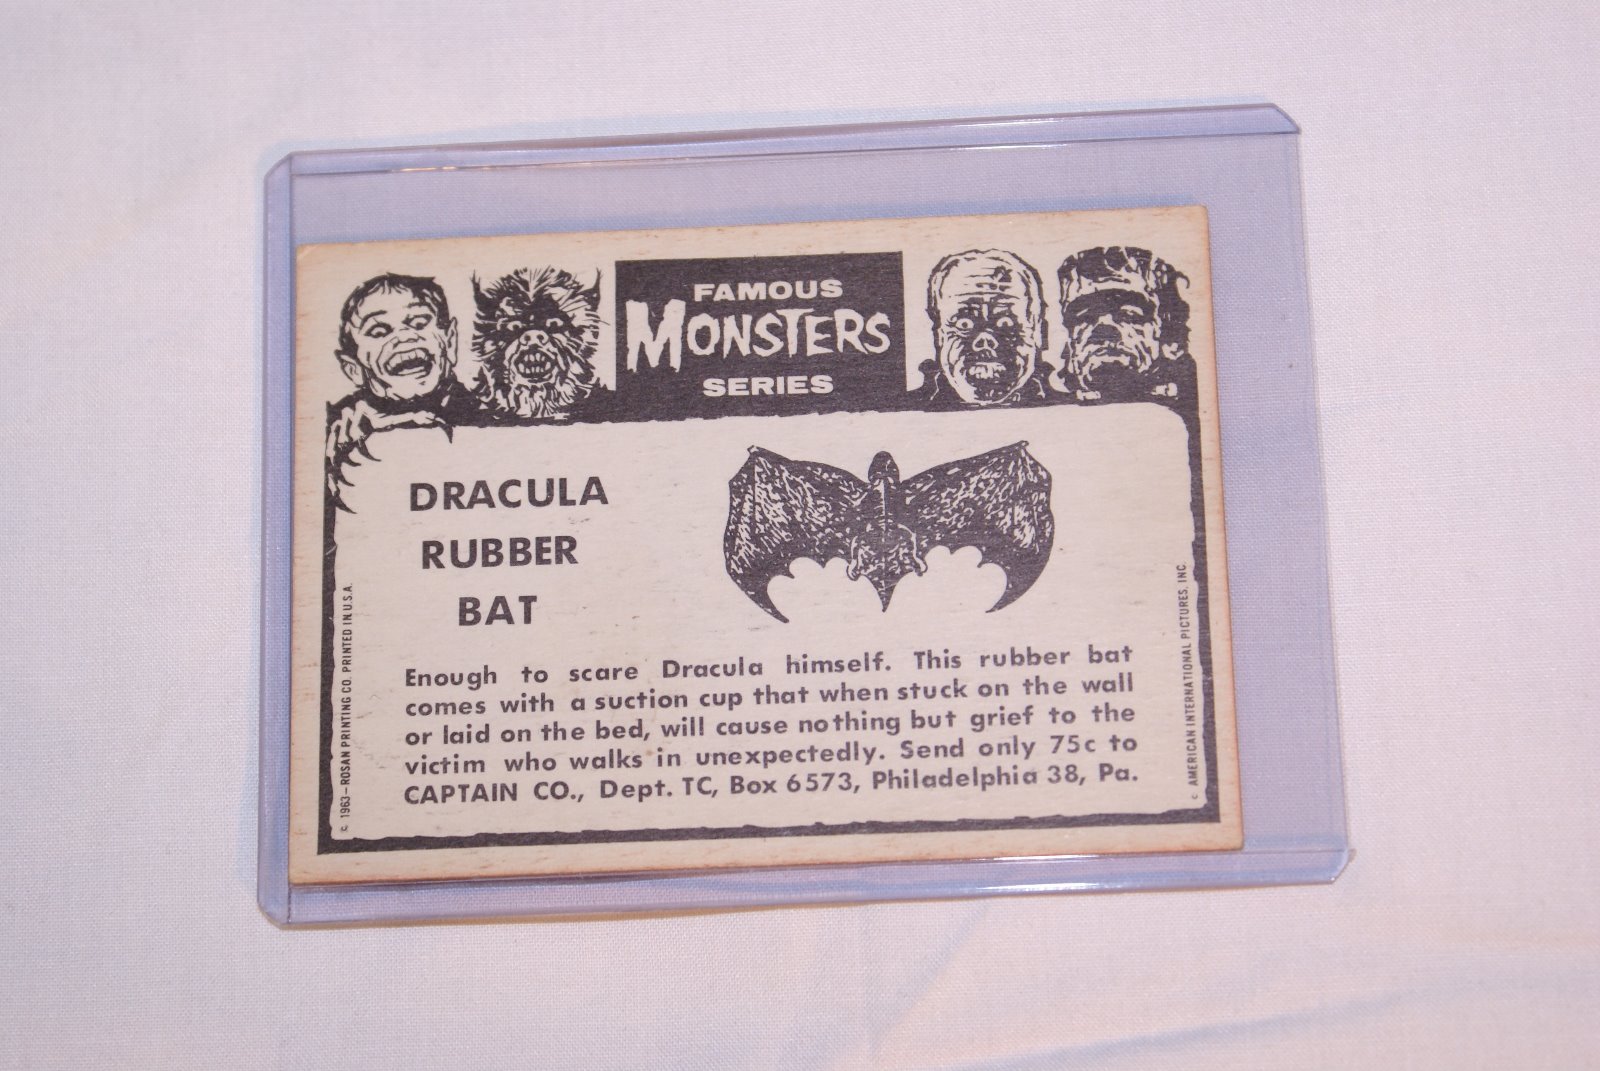 FAMOUS
MONSTERS
SERIES
DRACULA
RUBBER
BAT
Enough to scare Dracula himself. This rubber bat
comes with a suction cup that when stuck on the wall
or laid on the bed, will cause nothing but grief to the
victim who walks in unexpectedly. Send only 75c to
CAPTAIN CO., Dept. TC, Box 6573, Philadelphia 38, Pa.
c 1963—ROSAN PRINTING CO. PRINTED IN U.S.A.
c AMERICAN INTERNATIONAL PICTURES, INC.